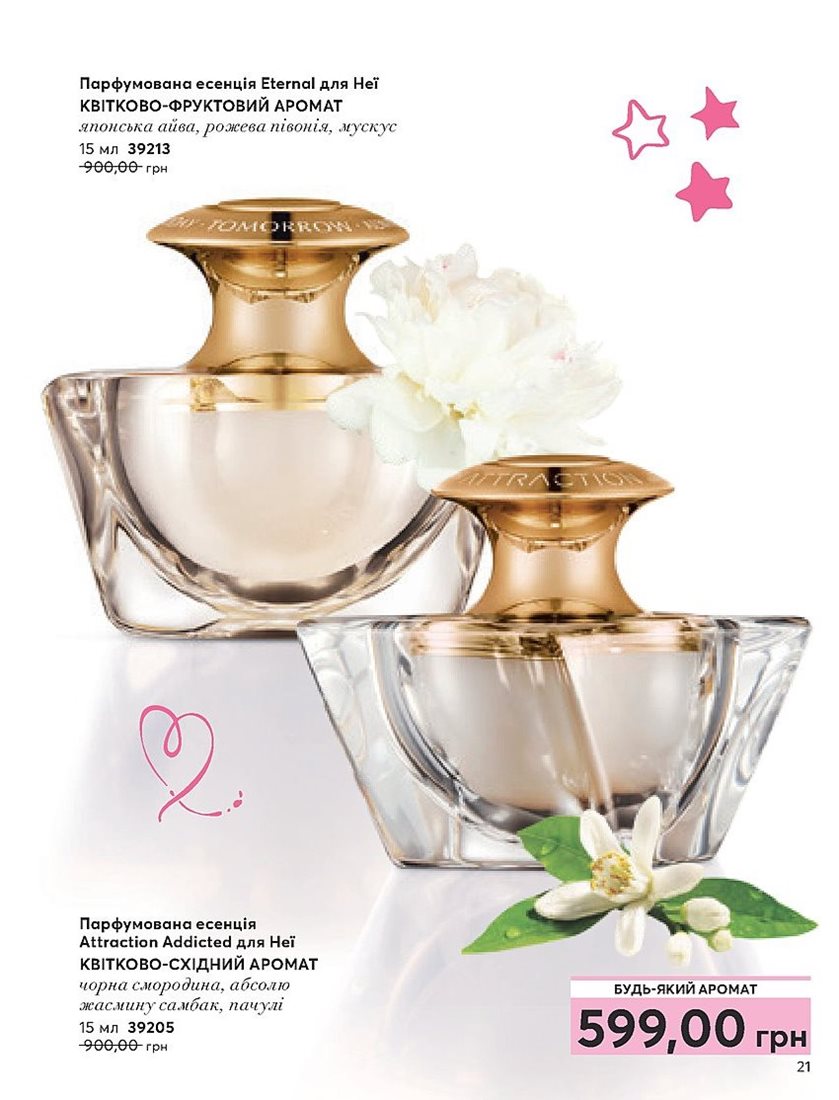 Парфумована есенція Eternal для Неї
КВІТКОВО-ФРУКТОВИЙ АРОМАТ
японська айва, рожева півонія, мускус
15 мл 39213
900,00 грн
TOMORROW
ATTRACTION
Парфумована есенція
Attraction Addicted для Неї
КВІТКОВО-СХІДНИЙ АРОМАТ
чорна смородина, абсолю
жасмину самбак, пачулі
15 мл 39205
900,00 грн
БУДЬ-ЯКИЙ АРОМАТ
599,00 грн
21